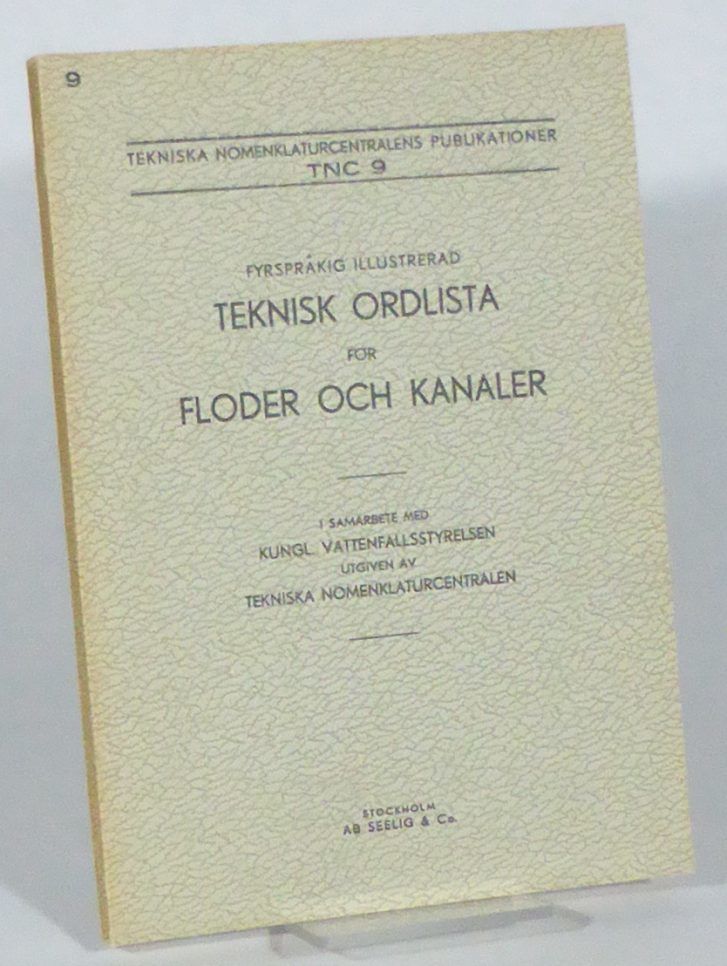 9
TEKNISKA NOMENKLATURCENTRALENS PUBLIKATIONER
TNC 9
FYRSPRÅKIG ILLUSTRERAD
TEKNISK ORDLISTA
FÖR
FLODER OCH KANALER
I SAMARBETE MED
KUNGL. VATTENFALLSSTYRELSEN
UTGIVEN AV
TEKNISKA NOMENKLATURCENTRALEN
STOCKHOLM
AB SEELIG & Co.